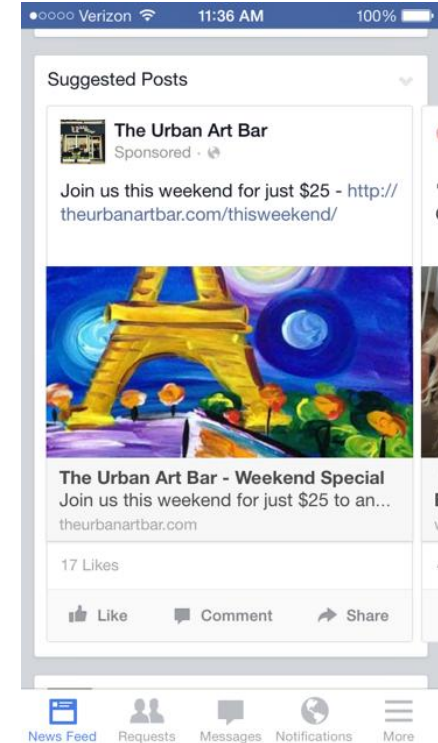 Verizon 11:36 AM 100%
Suggested Posts
The Urban Art Bar
Sponsored ·
Join us this weekend for just $25 - http://
theurbanartbar.com/thisweekend/
The Urban Art Bar - Weekend Special
Join us this weekend for just $25 to an...
theurbanartbar.com
17 Likes
Like Comment Share
News Feed Requests Messages Notifications More